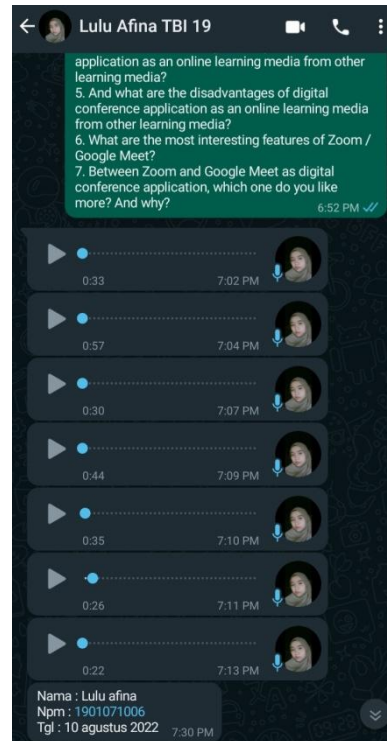 Lulu Afina TBI 19
application as an online learning media from other
learning media?
5. And what are the disadvantages of digital
conference application as an online learning media
from other learning media?
6. What are the most interesting features of Zoom /
Google Meet?
7. Between Zoom and Google Meet as digital
conference application, which one do you like
more? And why?
6:52 PM
0:33 7:02 PM
0:57 7:04 PM
0:30 7:07 PM
0:44 7:09 PM
0:35 7:10 PM
0:26 7:11 PM
0:22 7:13 PM
Nama : Lulu afina
Npm : 1901071006
Tgl : 10 agustus 2022 7:30 PM